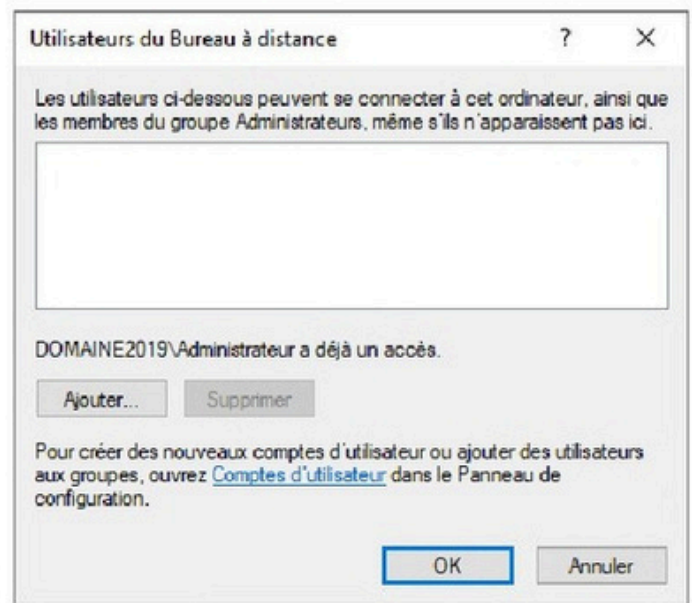 Utilisateurs du Bureau à distance
? ×
Les utilisateurs ci-dessous peuvent se connecter à cet ordinateur, ainsi que
les membres du groupe Administrateurs, même s'ils n'apparaissent pas ici.
DOMAINE2019\Administrateur a déjà un accès.
Ajouter... Supprimer
Pour créer des nouveaux comptes d'utilisateur ou ajouter des utilisateurs
aux groupes, ouvrez Comptes d'utilisateur dans le Panneau de
configuration.
OK Annuler